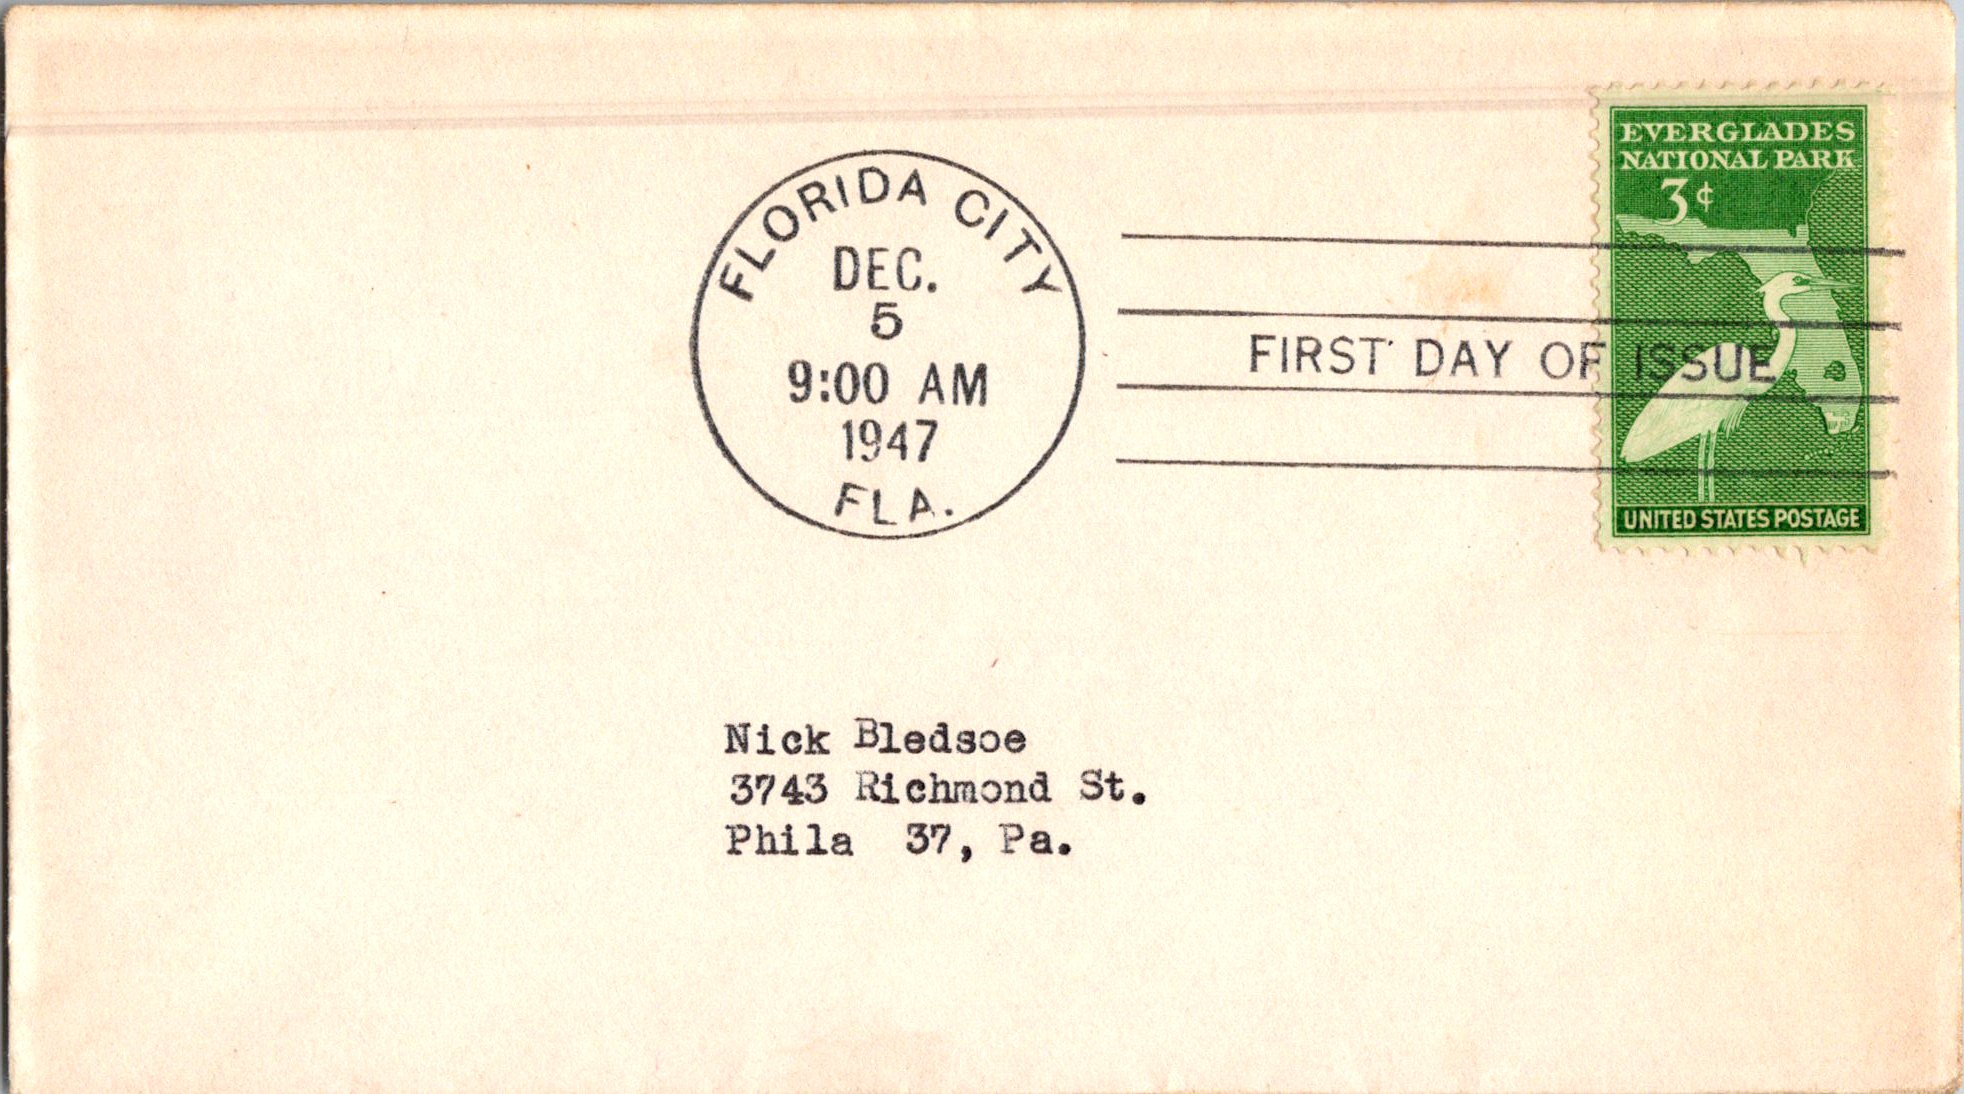 FLORIDA CITY
DEC.
5
9:00 AM
1947
FLA.
FIRST DAY OF ISSUE
EVERGLADES
NATIONAL PARK
3¢
UNITED STATES POSTAGE
Nick Bledsoe
3743 Richmond St.
Phila 37, Pa.